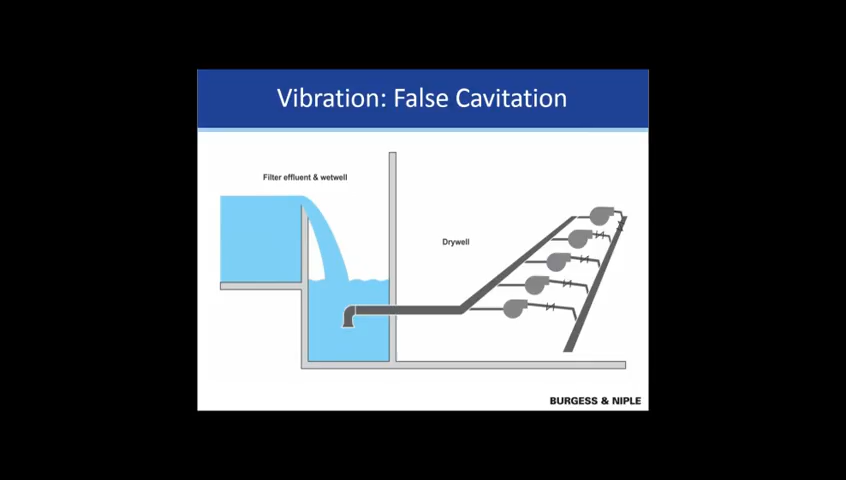 Vibration: False Cavitation
Filter effluent & wetwell
Drywell
BURGESS & NIPLE